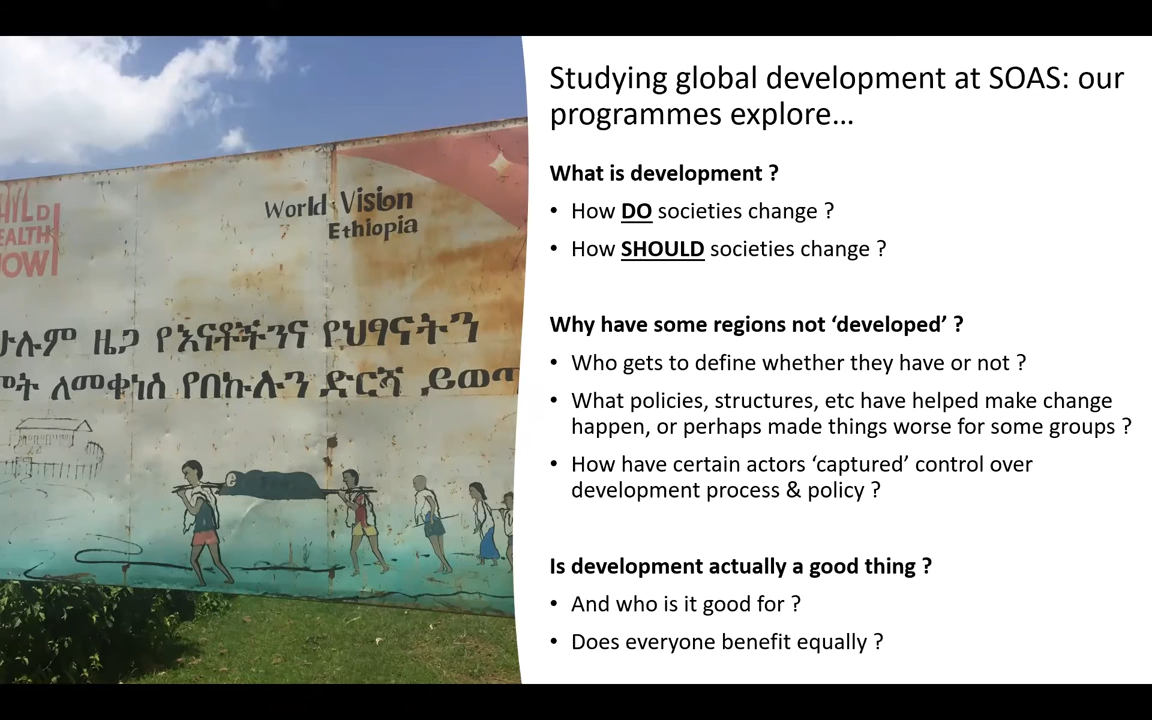 Studying global development at SOAS: our
programmes explore...
What is development ?
• How DO societies change ?
• How SHOULD societies change ?
Why have some regions not ‘developed’ ?
• Who gets to define whether they have or not ?
• What policies, structures, etc have helped make change
happen, or perhaps made things worse for some groups ?
• How have certain actors ‘captured’ control over
development process & policy ?
Is development actually a good thing ?
• And who is it good for ?
• Does everyone benefit equally ?
World Vision
Ethiopia
NOW
ዜጋ የእናቶችንና የህፃናትን
ለመቀነስ የበኩሉን ድርሻ